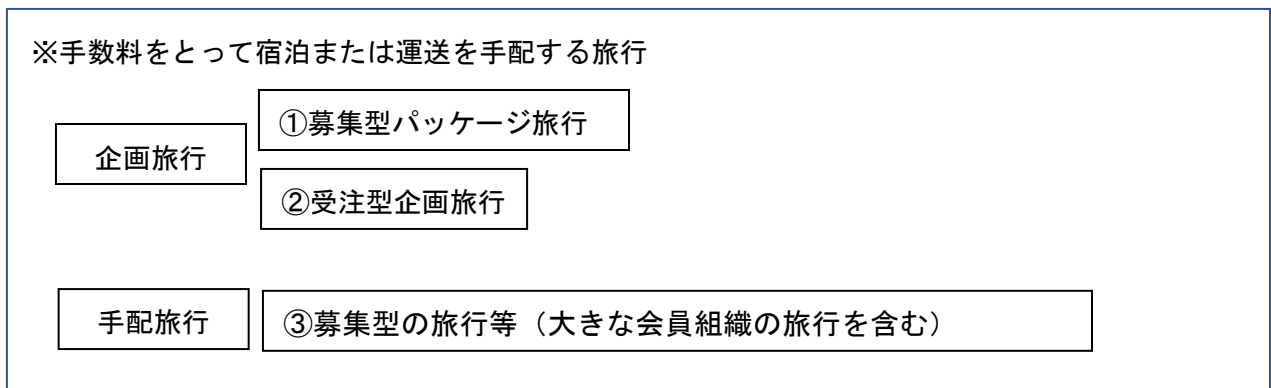 ※手数料をとって宿泊または運送を手配する旅行
①募集型パッケージ旅行
企画旅行
②受注型企画旅行
手配旅行
③募集型の旅行等（大きな会員組織の旅行を含む）